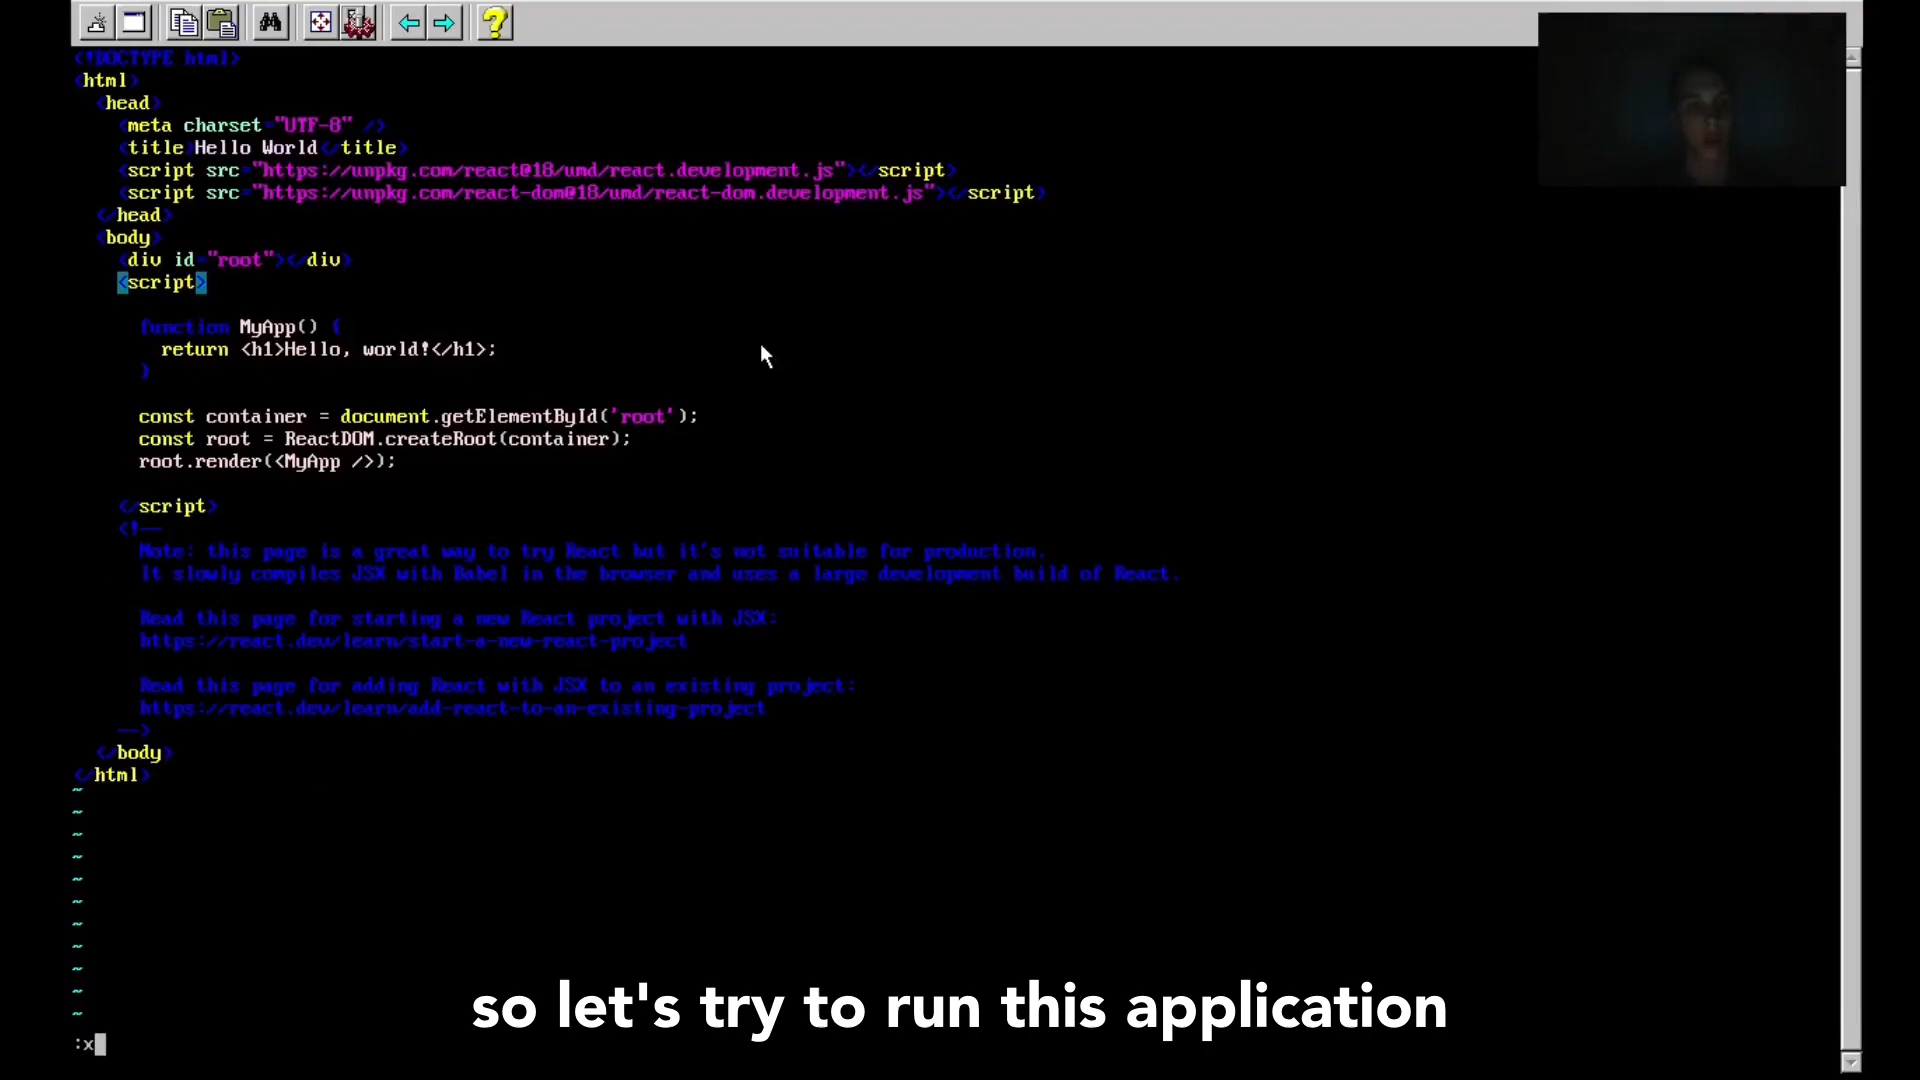 <!DOCTYPE html>
<html>
<head>
<meta charset="UTF-8" />
<title>Hello World</title>
<script src="https://unpkg.com/react@18/umd/react.development.js"></script>
<script src="https://unpkg.com/react-dom@18/umd/react-dom.development.js"></script>
</head>
<body>
<div id="root"></div>
<script>
function MyApp() {
return <h1>Hello, world!</h1>;
}
const container = document.getElementById('root');
const root = ReactDOM.createRoot(container);
root.render(<MyApp />);
</script>
<!--
Note: this page is a great way to try React but it's not suitable for production.
It slowly compiles JSX with Babel in the browser and uses a large development build of React.
Read this page for starting a new React project with JSX:
https://react.dev/learn/start-a-new-react-project
Read this page for adding React with JSX to an existing project:
https://react.dev/learn/add-react-to-an-existing-project
-->
</body>
</html>
~
~
~
~
~
~
~
~
~
~
~
so let's try to run this application
:x